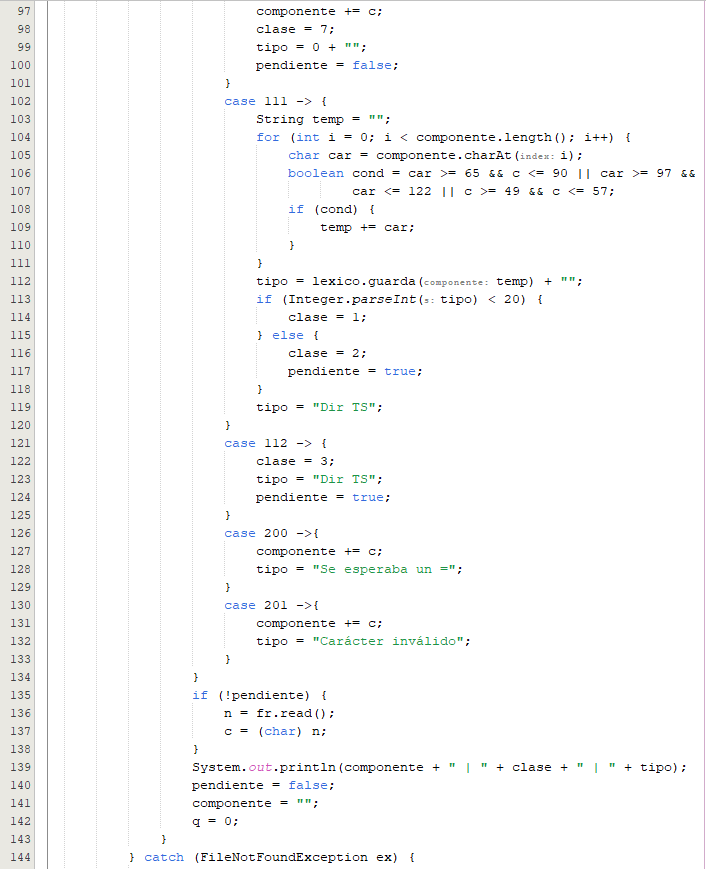 97 componente += c;
98 clase = 7;
99 tipo = 0 + "";
100 pendiente = false;
101 }
102 case 111 -> {
103 String temp = "";
104 for (int i = 0; i < componente.length(); i++) {
105 char car = componente.charAt(index: i);
106 boolean cond = car >= 65 && c <= 90 || car >= 97 &&
107 car <= 122 || c >= 49 && c <= 57;
108 if (cond) {
109 temp += car;
110 }
111 }
112 tipo = lexico.guarda(componente: temp) + "";
113 if (Integer.parseInt(s: tipo) < 20) {
114 clase = 1;
115 } else {
116 clase = 2;
117 pendiente = true;
118 }
119 tipo = "Dir TS";
120 }
121 case 112 -> {
122 clase = 3;
123 tipo = "Dir TS";
124 pendiente = true;
125 }
126 case 200 ->{
127 componente += c;
128 tipo = "Se esperaba un =";
129 }
130 case 201 ->{
131 componente += c;
132 tipo = "Carácter inválido";
133 }
134 }
135 if (!pendiente) {
136 n = fr.read();
137 c = (char) n;
138 }
139 System.out.println(componente + " | " + clase + " | " + tipo);
140 pendiente = false;
141 componente = "";
142 q = 0;
143 }
144 } catch (FileNotFoundException ex) {